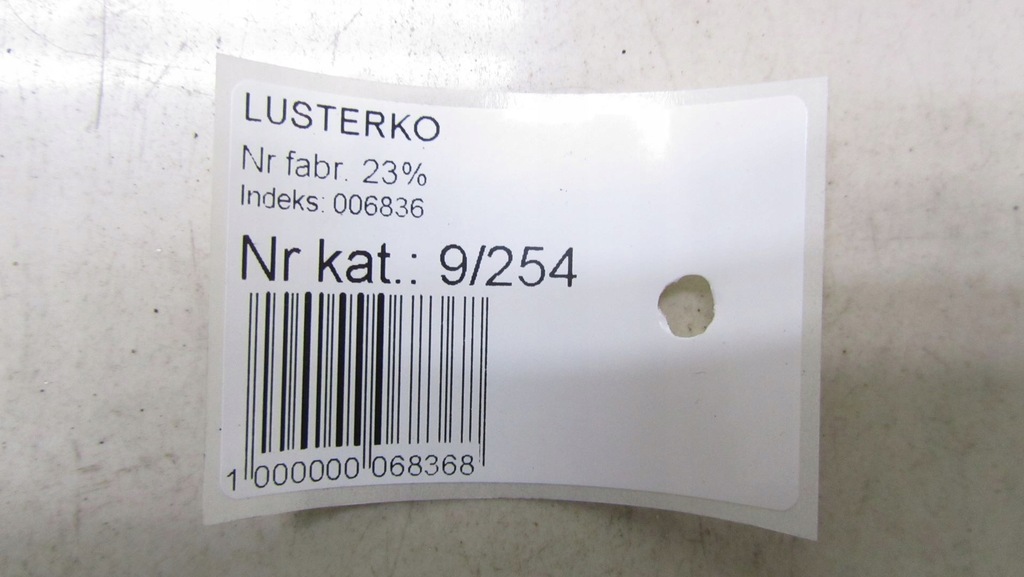 LUSTERKO
Nr fabr. 23%
Indeks: 006836
Nr kat.: 9/254
1 000000 068368